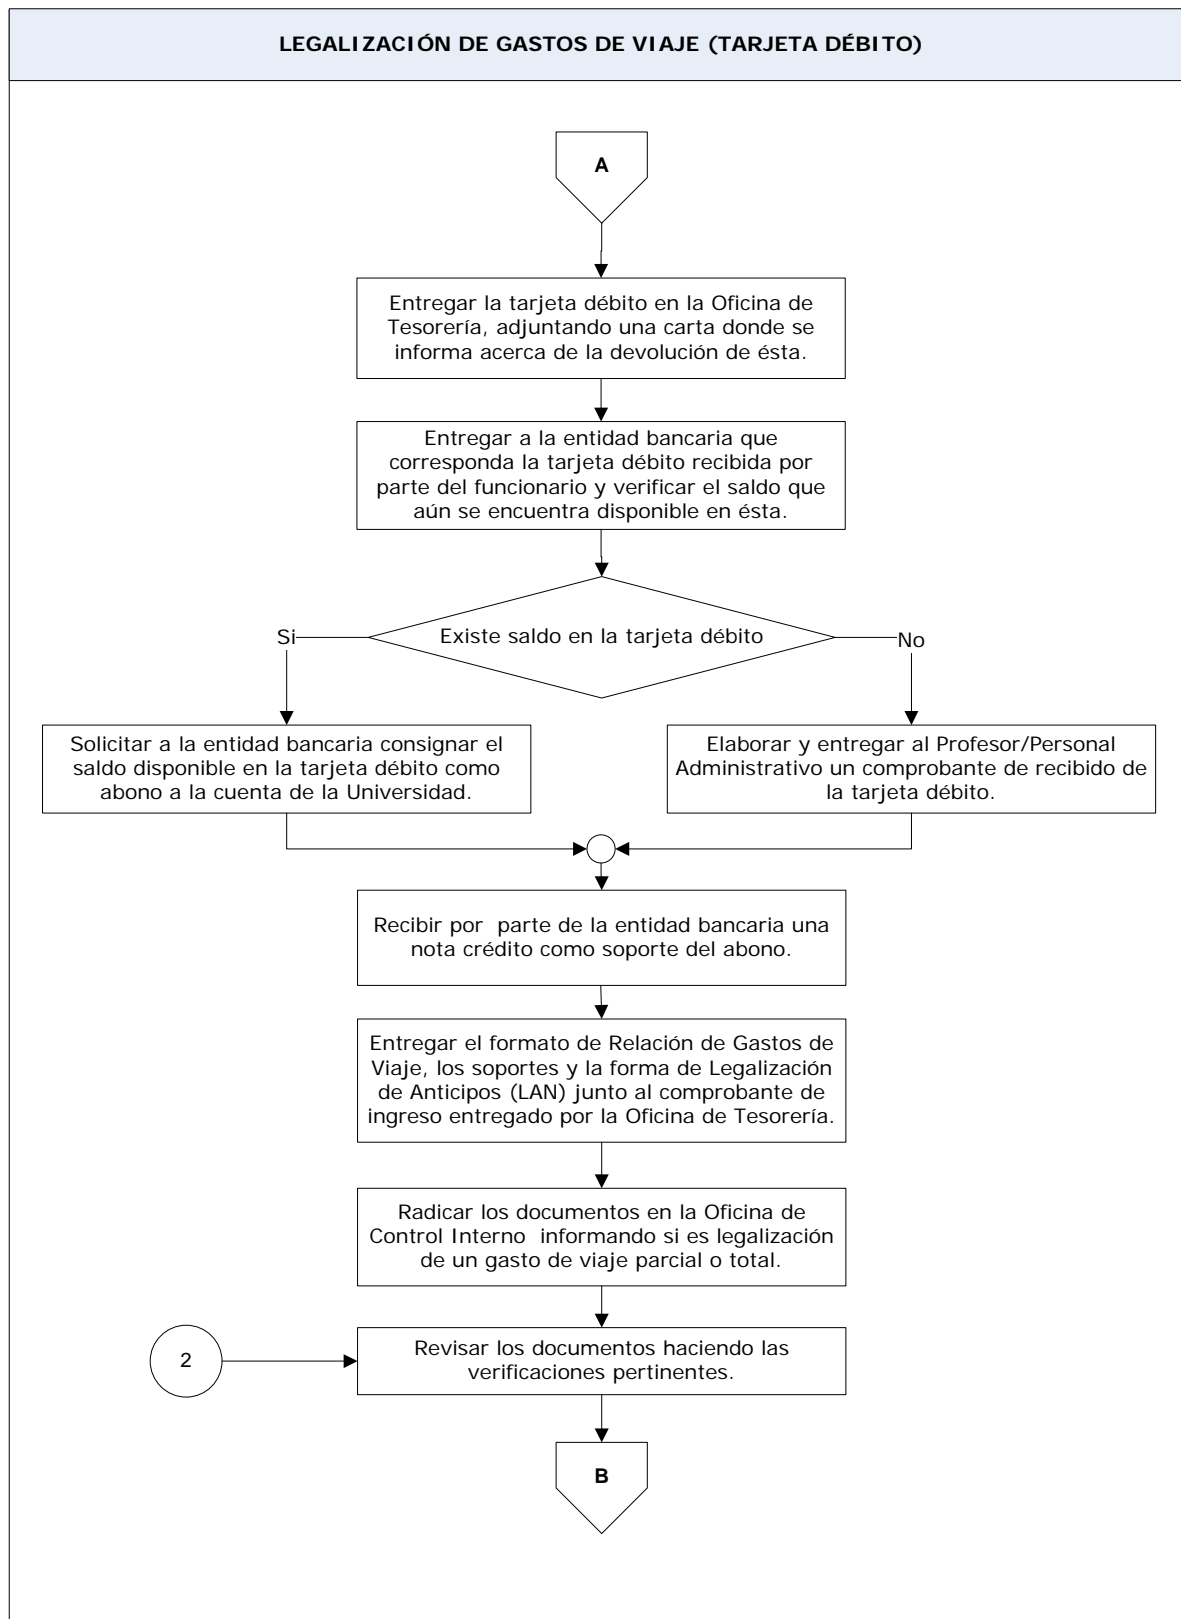 LEGALIZACIÓN DE GASTOS DE VIAJE (TARJETA DÉBITO)
A
Entregar la tarjeta débito en la Oficina de
Tesorería, adjuntando una carta donde se
informa acerca de la devolución de ésta.
Entregar a la entidad bancaria que
corresponda la tarjeta débito recibida por
parte del funcionario y verificar el saldo que
aún se encuentra disponible en ésta.
Existe saldo en la tarjeta débito
Si
No
Solicitar a la entidad bancaria consignar el
saldo disponible en la tarjeta débito como
abono a la cuenta de la Universidad.
Elaborar y entregar al Profesor/Personal
Administrativo un comprobante de recibido de
la tarjeta débito.
Recibir por parte de la entidad bancaria una
nota crédito como soporte del abono.
Entregar el formato de Relación de Gastos de
Viaje, los soportes y la forma de Legalización
de Anticipos (LAN) junto al comprobante de
ingreso entregado por la Oficina de Tesorería.
Radicar los documentos en la Oficina de
Control Interno informando si es legalización
de un gasto de viaje parcial o total.
2
Revisar los documentos haciendo las
verificaciones pertinentes.
B